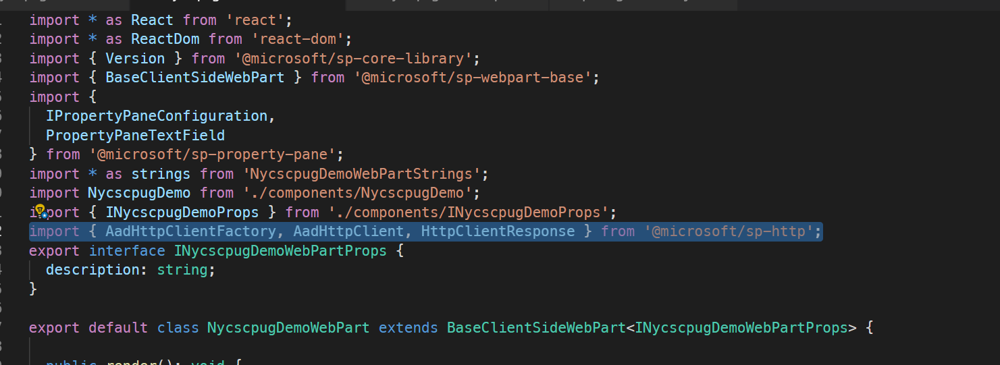 import * as React from 'react';
import * as ReactDom from 'react-dom';
import { Version } from '@microsoft/sp-core-library';
import { BaseClientSideWebPart } from '@microsoft/sp-webpart-base';
import {
  IPropertyPaneConfiguration,
  PropertyPaneTextField
} from '@microsoft/sp-property-pane';
import * as strings from 'NycscpugDemoWebPartStrings';
import NycscpugDemo from './components/NycscpugDemo';
import { INycscpugDemoProps } from './components/INycscpugDemoProps';
import { AadHttpClientFactory, AadHttpClient, HttpClientResponse } from '@microsoft/sp-http';
export interface INycscpugDemoWebPartProps {
  description: string;
}
export default class NycscpugDemoWebPart extends BaseClientSideWebPart<INycscpugDemoWebPartProps> {
  public render(): void {